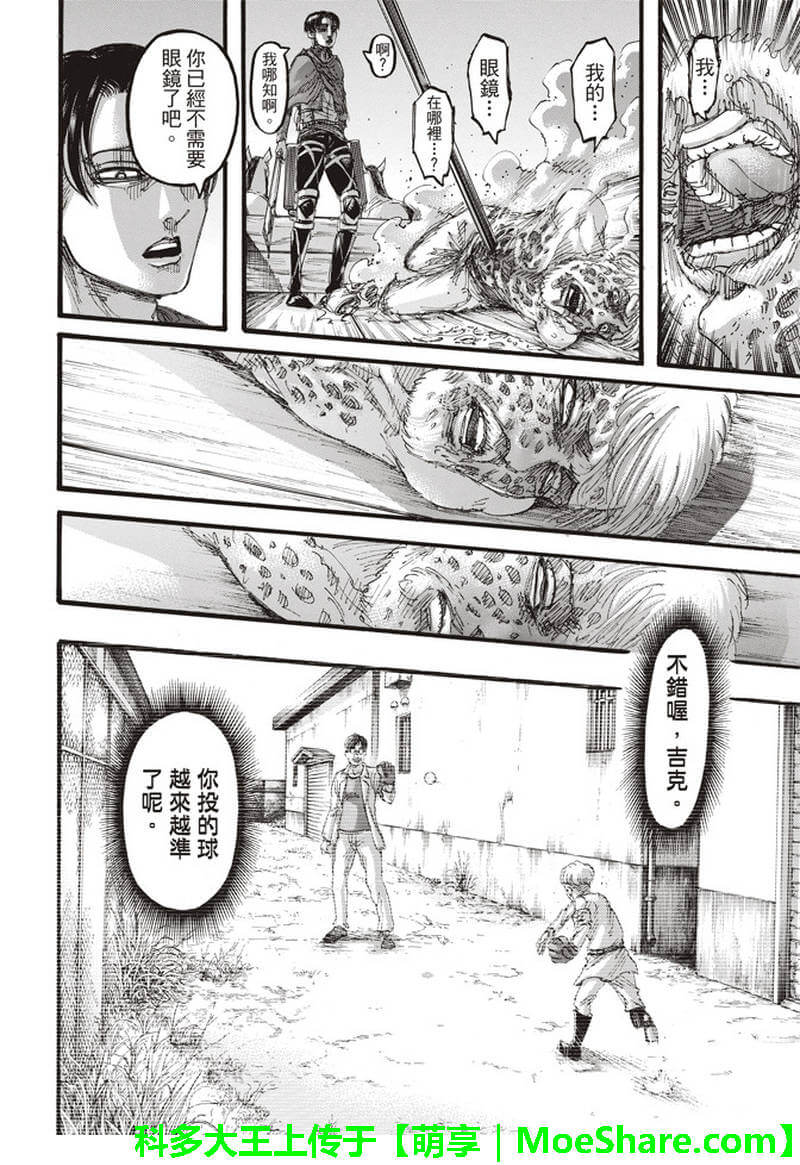 我…
我的…
眼鏡…
在哪裡…?
啊?
我哪知啊。
你已經不需要
眼鏡了吧。
不錯喔，吉克。
你投的球
越來越準
了呢。
科多大王上传于【萌享】MoeShare.com】